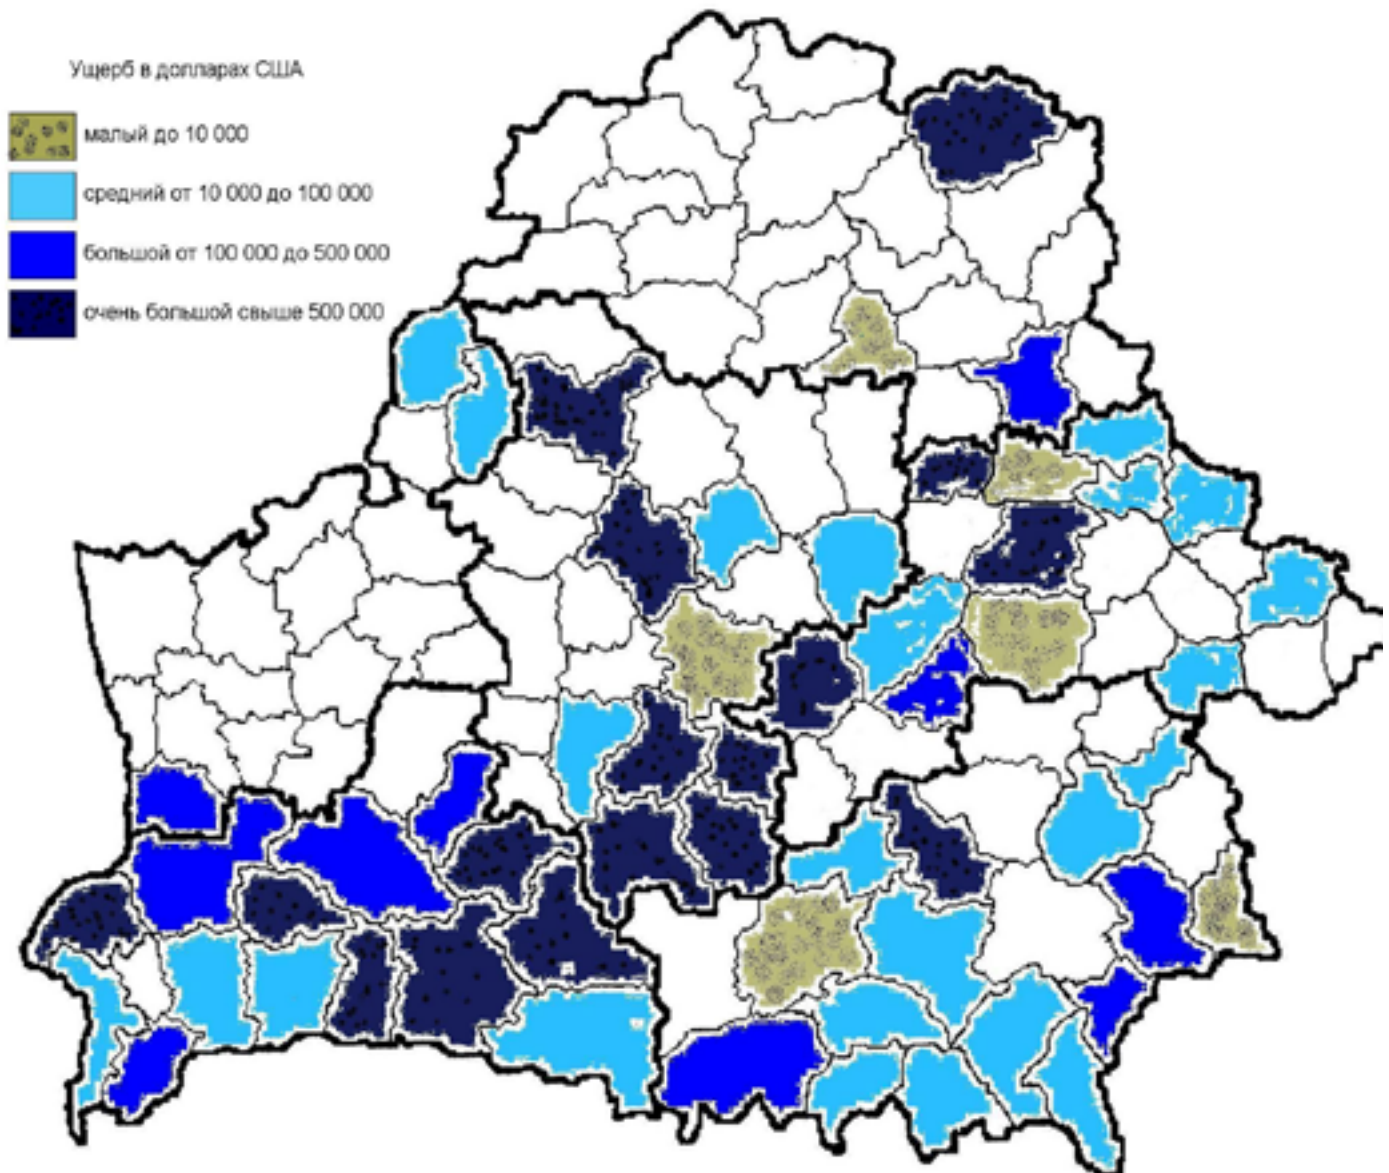 Ущерб в долларах США
малый до 10 000
средний от 10 000 до 100 000
большой от 100 000 до 500 000
очень большой свыше 500 000